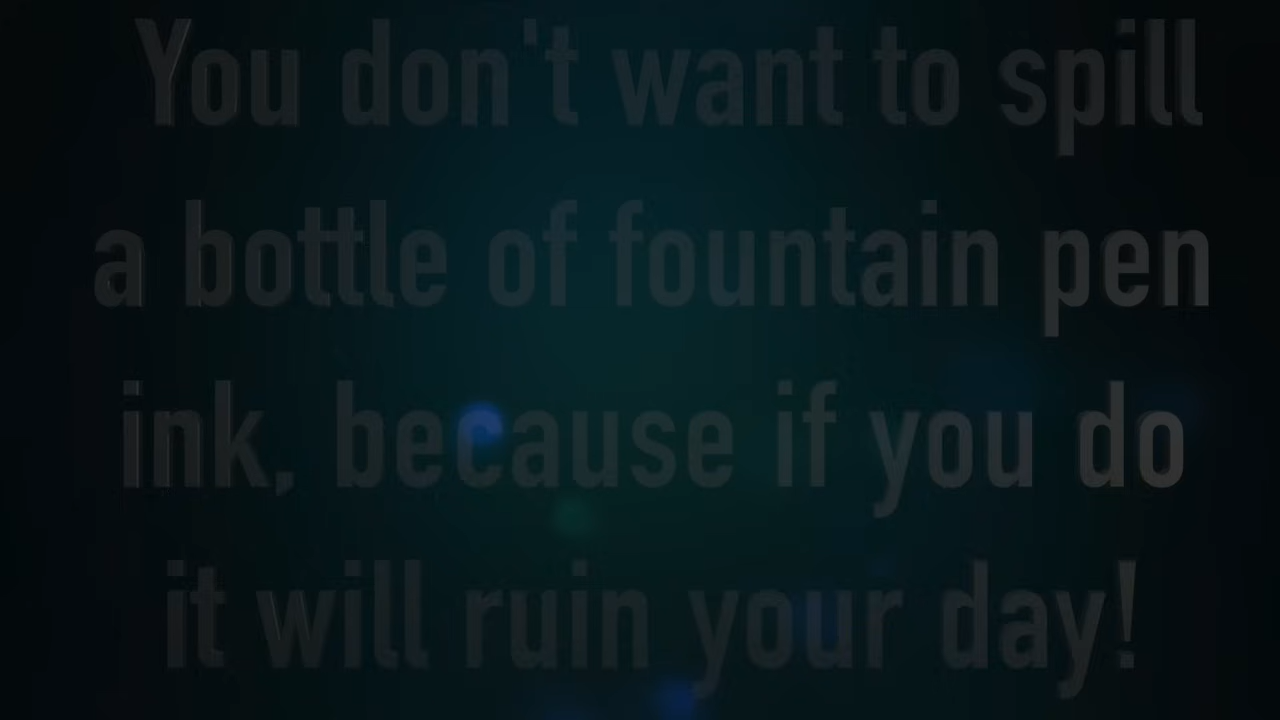 You don't want to spill
a bottle of fountain pen
ink, because if you do
it will ruin your day!